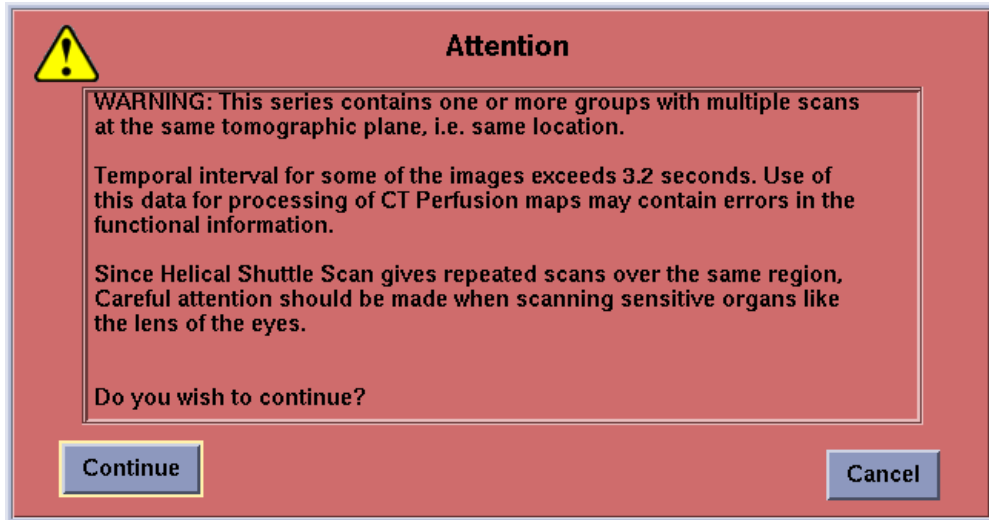 Attention
WARNING: This series contains one or more groups with multiple scans
at the same tomographic plane, i.e. same location.
Temporal interval for some of the images exceeds 3.2 seconds. Use of
this data for processing of CT Perfusion maps may contain errors in the
functional information.
Since Helical Shuttle Scan gives repeated scans over the same region,
Careful attention should be made when scanning sensitive organs like
the lens of the eyes.
Do you wish to continue?
Continue
Cancel